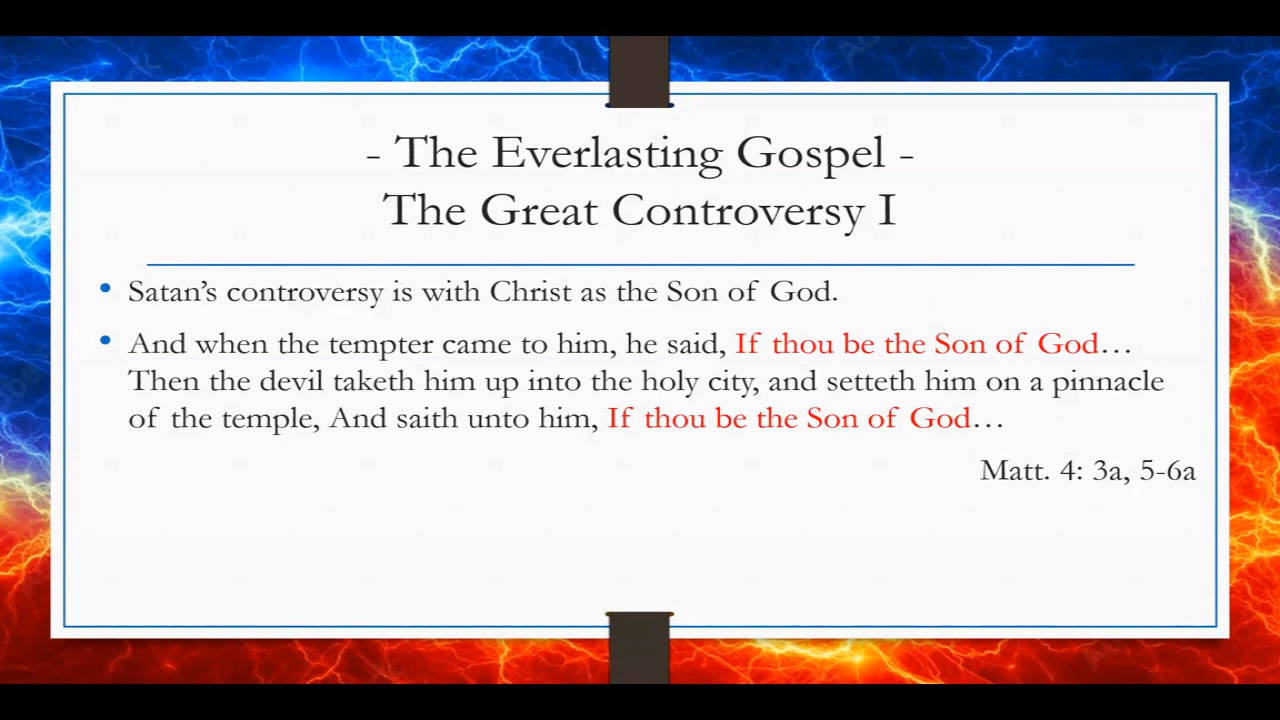 - The Everlasting Gospel -
The Great Controversy I
• Satan’s controversy is with Christ as the Son of God.
• And when the tempter came to him, he said, If thou be the Son of God…
Then the devil taketh him up into the holy city, and setteth him on a pinnacle
of the temple, And saith unto him, If thou be the Son of God…
Matt. 4: 3a, 5-6a